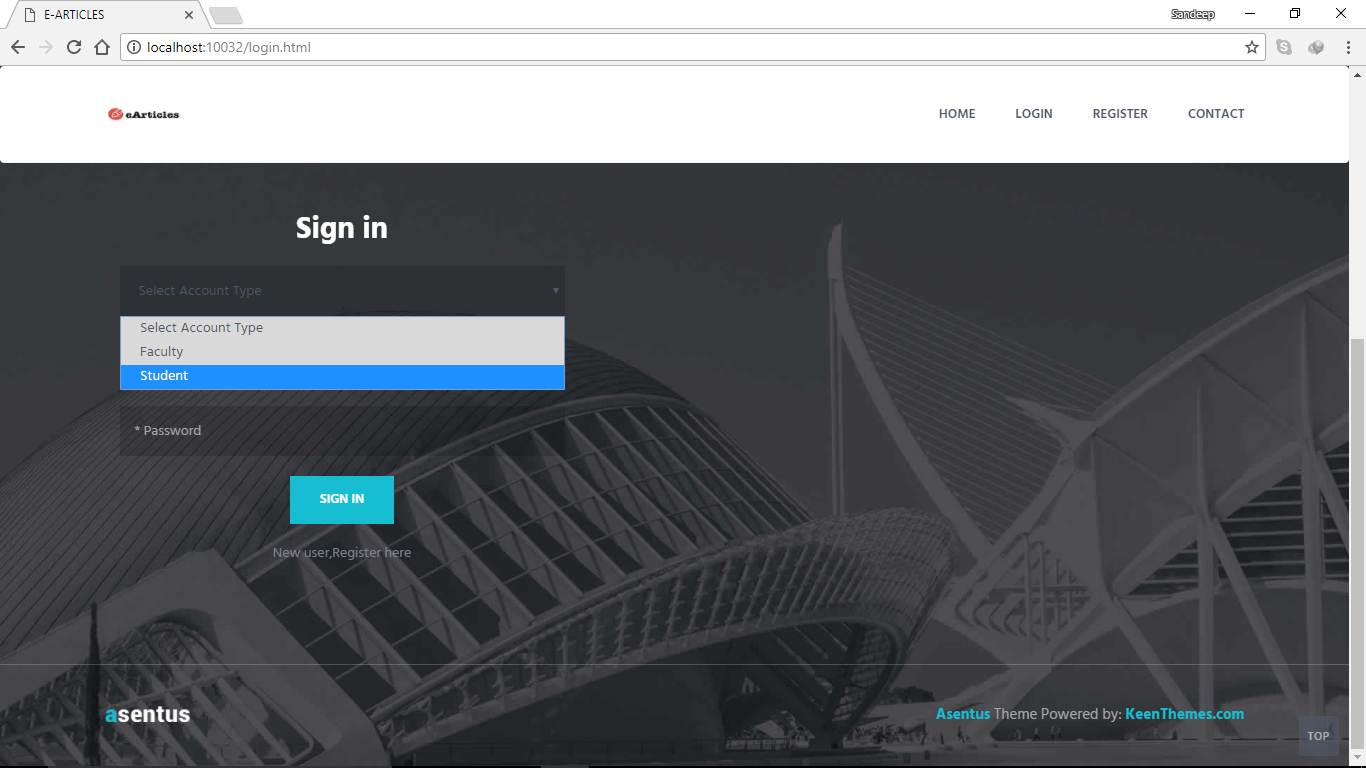 E-ARTICLES
Sandeep
localhost:10032/login.html
eArticles
HOME LOGIN REGISTER CONTACT
Sign in
Select Account Type
Select Account Type
Faculty
Student
* Password
SIGN IN
New user,Register here
asentus
Asentus Theme Powered by: KeenThemes.com
TOP